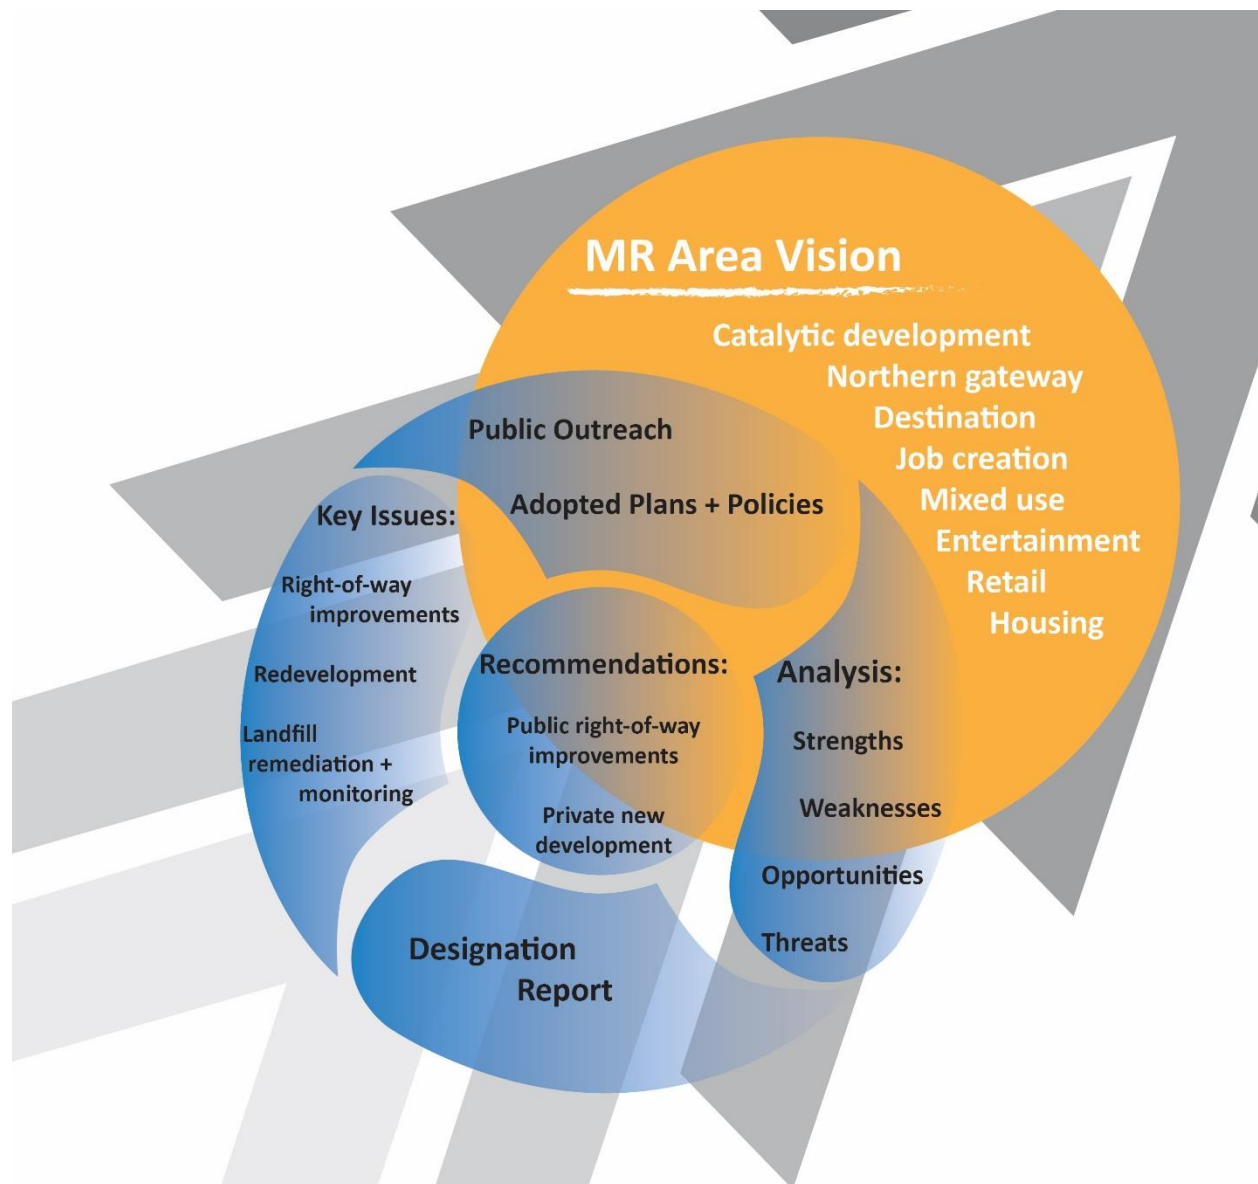 MR Area Vision
Catalytic development
Northern gateway
Destination
Job creation
Mixed use
Entertainment
Retail
Housing
Public Outreach
Adopted Plans + Policies
Key Issues:
Right-of-way
improvements
Redevelopment
Landfill
remediation +
monitoring
Recommendations:
Public right-of-way
improvements
Private new
development
Analysis:
Strengths
Weaknesses
Opportunities
Threats
Designation
Report